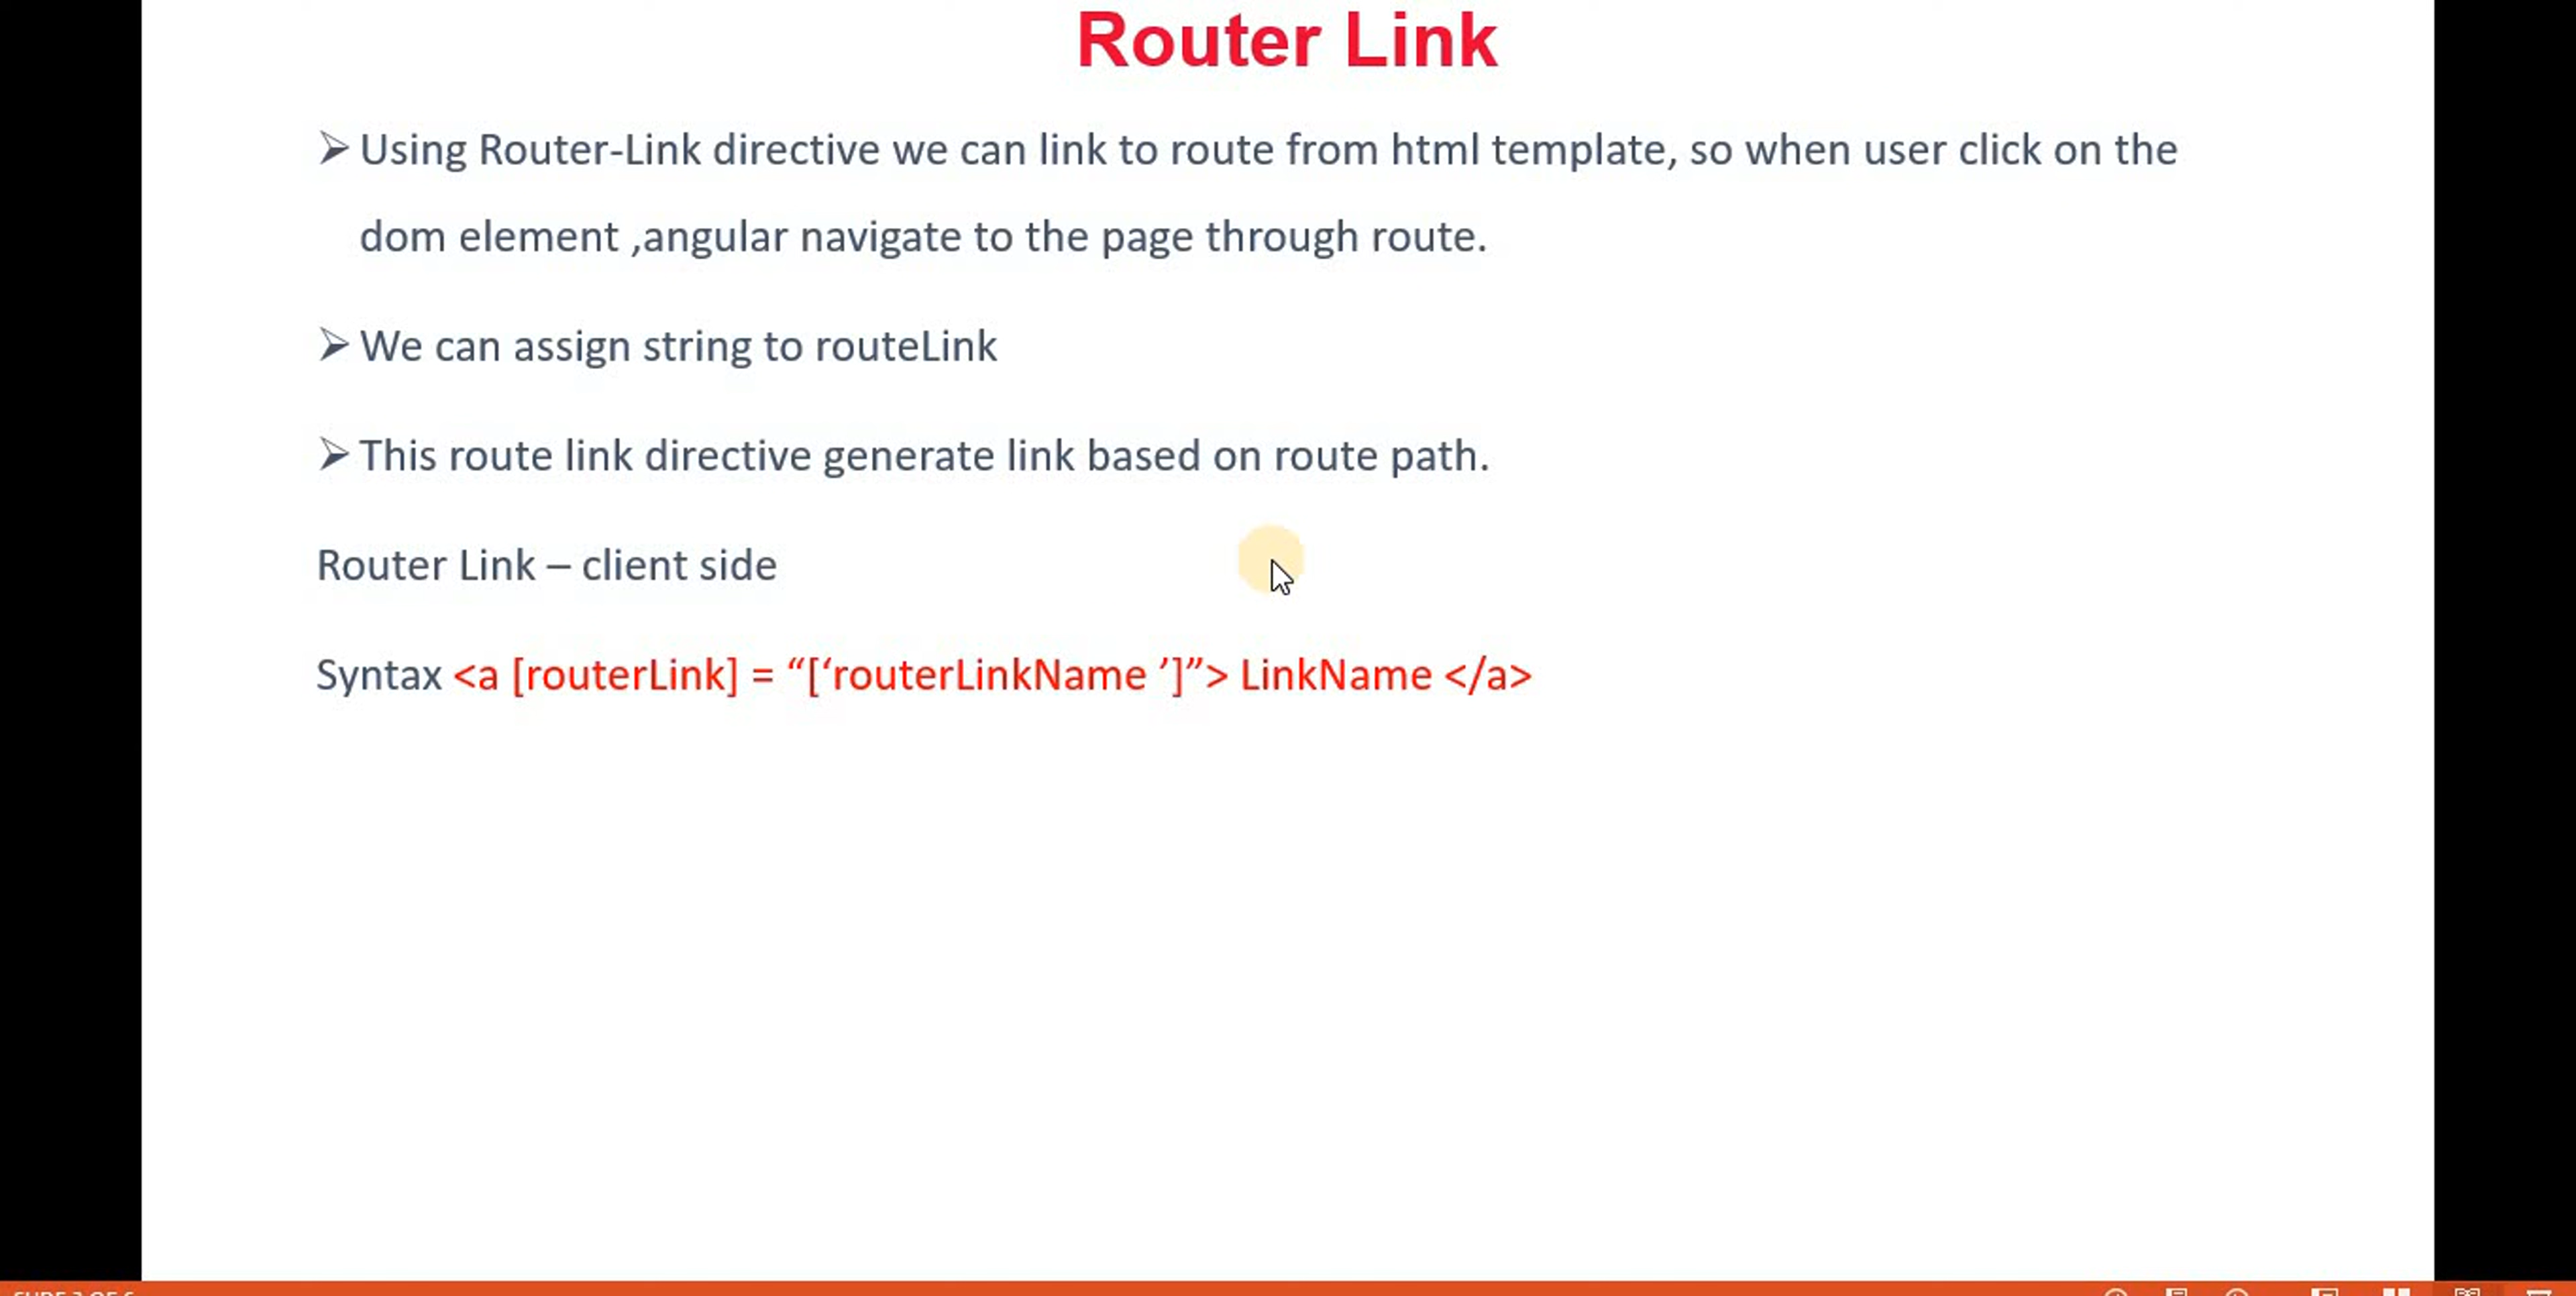 Router Link
➢ Using Router-Link directive we can link to route from html template, so when user click on the
dom element ,angular navigate to the page through route.
➢ We can assign string to routeLink
➢ This route link directive generate link based on route path.
Router Link – client side
Syntax <a [routerLink] = “[‘routerLinkName ’]”> LinkName </a>